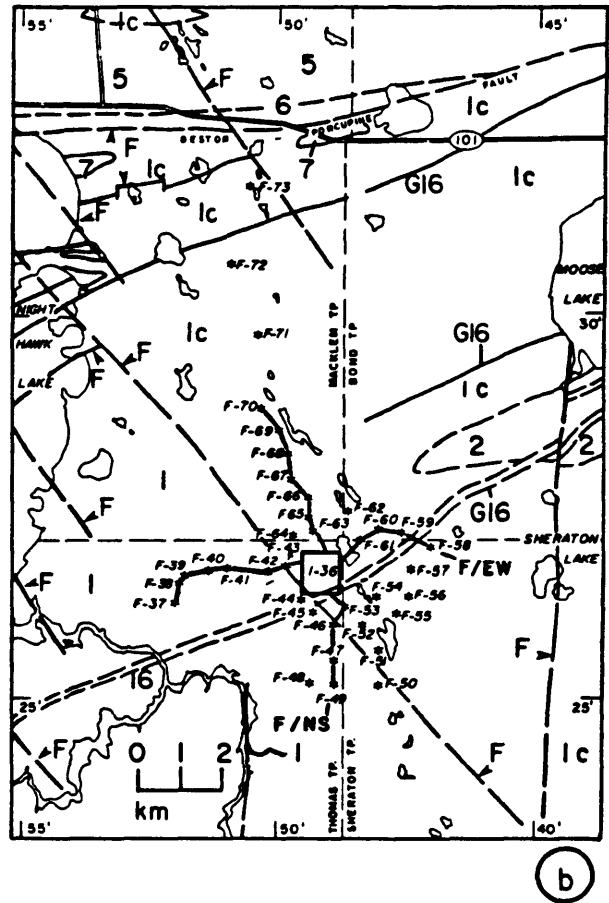 55' 50' 45'
1c
5 F 5
6 FAULT
1c
DESTOR PORCUPINE 101
F
7 1c 7
F-73 1c G16 1c
F
F-72 MOOSE
LAKE
NIGHT
HAWK
LAKE
1c F-71 30'
F F
MACKLEM TP.
BOND TP.
G16
1c
F-70
F-69 2 2
F-68
F-67
1 F-66 G16
F-65 F-62
F F-63 F-60 F-59
F-64 SHERATON
LAKE
F-43 F-61 F-58
F/EW
F-40 F-42 F-57
F-39 1-36
F-38 F-41
1 F-37 F-44 F-54 F-56
F F-45 F-53 F-55
F-46 F-52
F-47 F-51 F
16 F-48 F-50
25' F-49 25'
F/NS
F 0 1 2 1 F 1c
km
THOMAS TP.
SHERATON TP.
55' 50' 40'
b